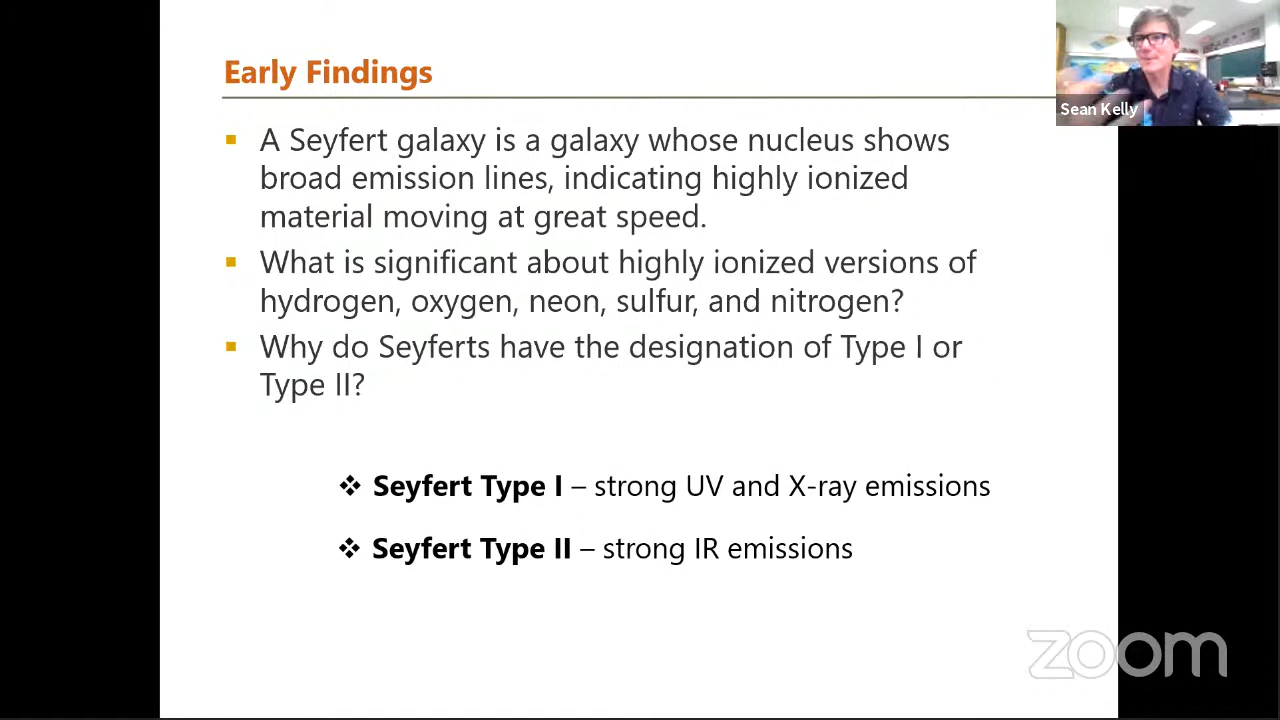 Early Findings
Sean Kelly
▪ A Seyfert galaxy is a galaxy whose nucleus shows
broad emission lines, indicating highly ionized
material moving at great speed.
▪ What is significant about highly ionized versions of
hydrogen, oxygen, neon, sulfur, and nitrogen?
▪ Why do Seyferts have the designation of Type I or
Type II?
❖ Seyfert Type I – strong UV and X-ray emissions
❖ Seyfert Type II – strong IR emissions
zoom